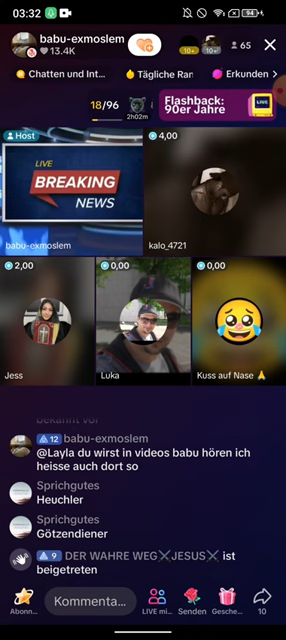 03:32
94
babu-exmoslem
13.4K
10+
10+
65
Chatten und Int...
Tägliche Ran
Erkunden
18/96
2h02m
Flashback:
90er Jahre
LIVE
Host
4,00
LIVE
BREAKING
NEWS
babu-exmoslem
kalo_4721
2,00
0,00
0,00
Jess
Luka
Kuss auf Nase 🙏
bekannt vor
12 babu-exmoslem
@Layla du wirst in videos babu hören ich
heisse auch dort so
Sprichgutes
Heuchler
Sprichgutes
Götzendiener
9 DER WAHRE WEG⚔️JESUS⚔️ ist
beigetreten
Kommenta...
Abonn...
LIVE mi...
Senden
Gesche...
10